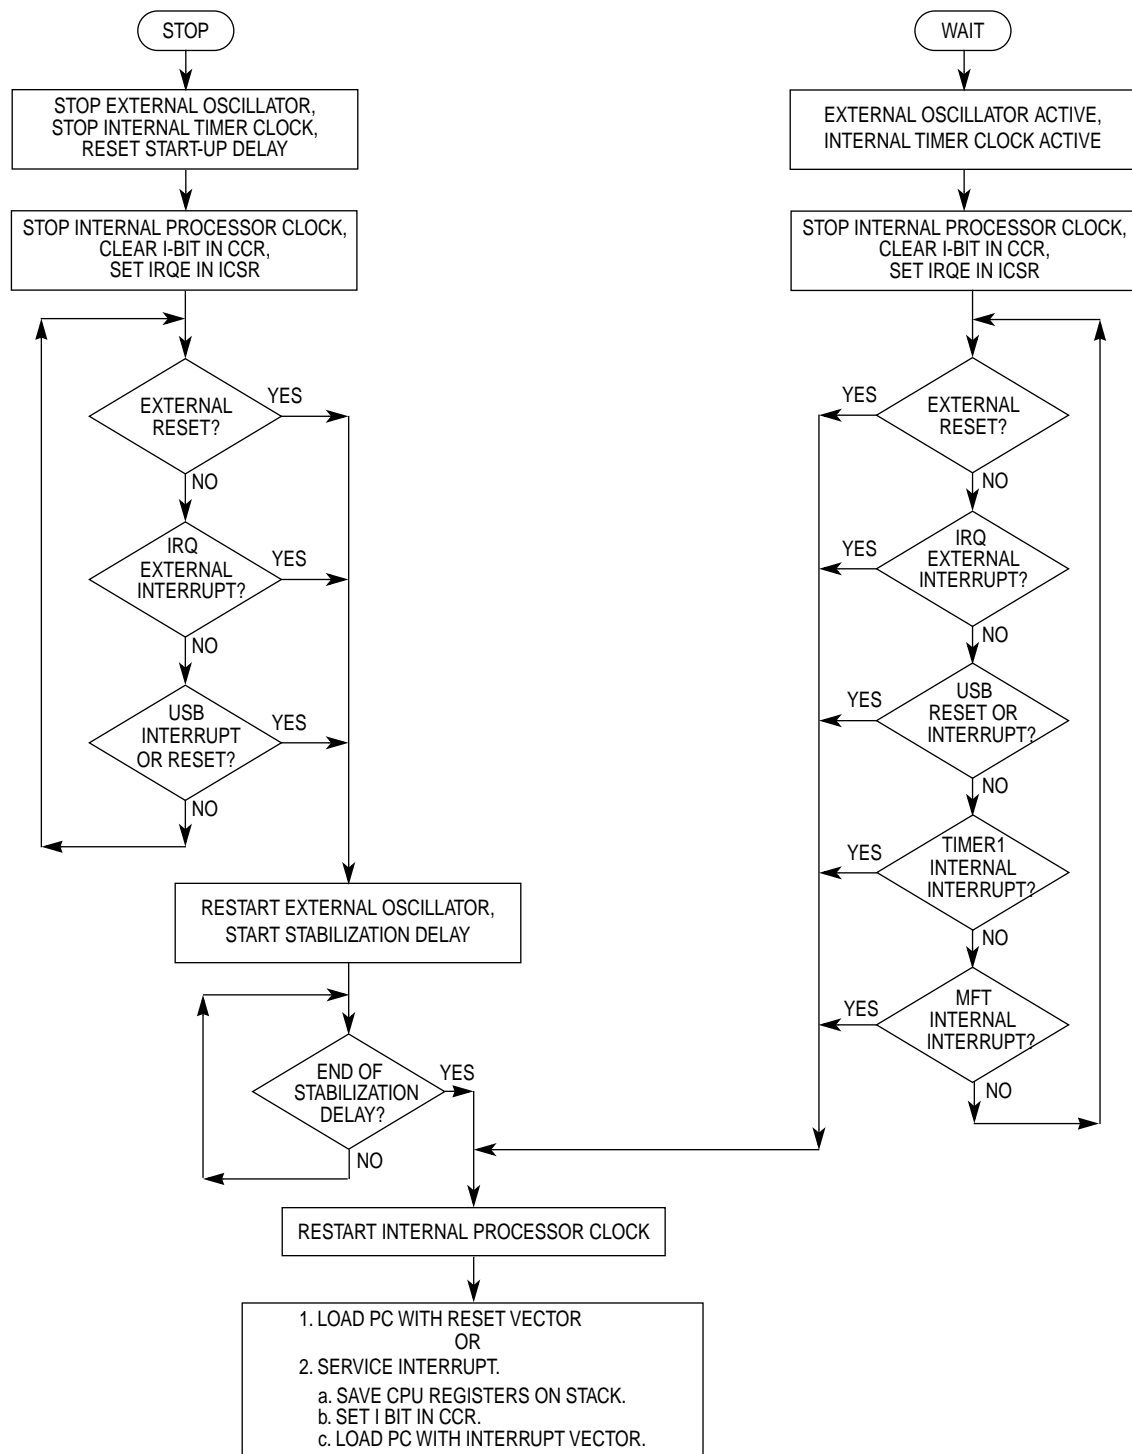 STOP
STOP EXTERNAL OSCILLATOR,
STOP INTERNAL TIMER CLOCK,
RESET START-UP DELAY
STOP INTERNAL PROCESSOR CLOCK,
CLEAR I-BIT IN CCR,
SET IRQE IN ICSR
EXTERNAL
RESET?
YES
NO
IRQ
EXTERNAL
INTERRUPT?
YES
NO
USB
INTERRUPT
OR RESET?
YES
NO
RESTART EXTERNAL OSCILLATOR,
START STABILIZATION DELAY
END OF
STABILIZATION
DELAY?
YES
NO
WAIT
EXTERNAL OSCILLATOR ACTIVE,
INTERNAL TIMER CLOCK ACTIVE
STOP INTERNAL PROCESSOR CLOCK,
CLEAR I-BIT IN CCR,
SET IRQE IN ICSR
EXTERNAL
RESET?
YES
NO
IRQ
EXTERNAL
INTERRUPT?
YES
NO
USB
RESET OR
INTERRUPT?
YES
NO
TIMER1
INTERNAL
INTERRUPT?
YES
NO
MFT
INTERNAL
INTERRUPT?
YES
NO
RESTART INTERNAL PROCESSOR CLOCK
1. LOAD PC WITH RESET VECTOR
OR
2. SERVICE INTERRUPT.
a. SAVE CPU REGISTERS ON STACK.
b. SET I BIT IN CCR.
c. LOAD PC WITH INTERRUPT VECTOR.